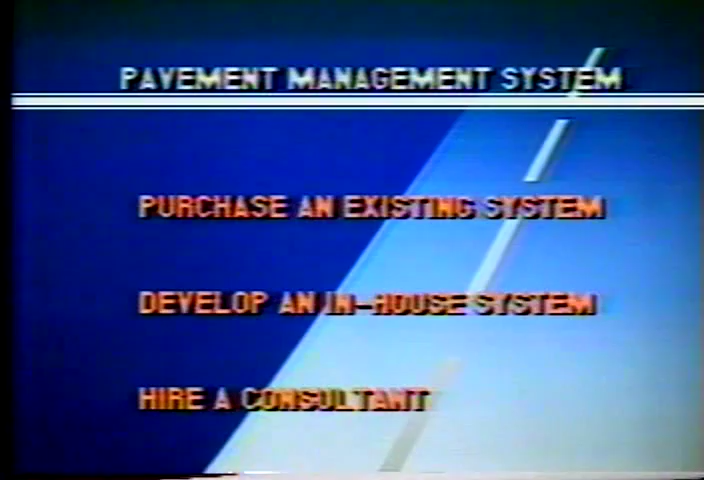 PAVEMENT MANAGEMENT SYSTEM
PURCHASE AN EXISTING SYSTEM
DEVELOP AN IN-HOUSE SYSTEM
HIRE A CONSULTANT